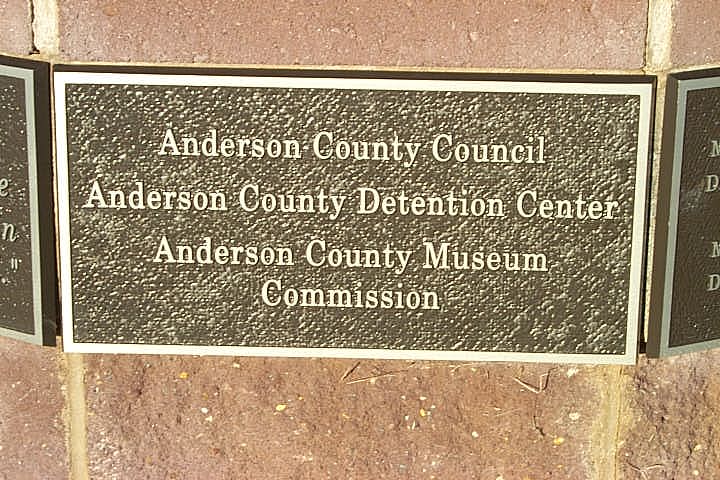 Anderson County Council
Anderson County Detention Center
Anderson County Museum
Commission